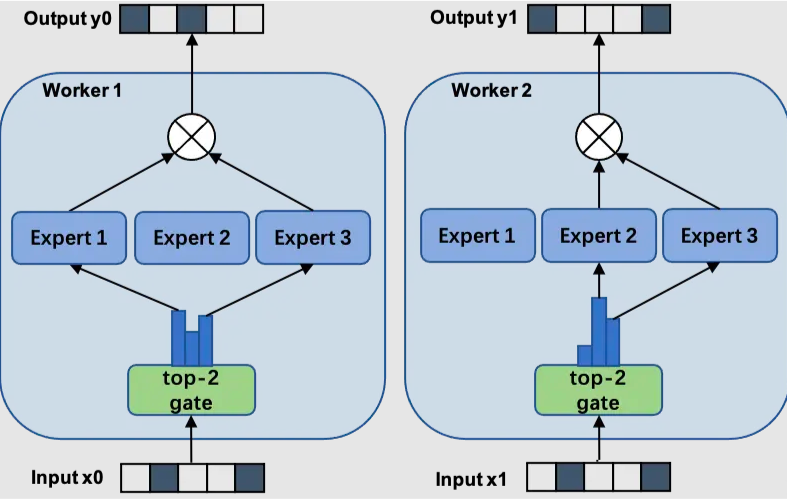 Output y0
Output y1
Worker 1
Worker 2
Expert 1
Expert 2
Expert 3
Expert 1
Expert 2
Expert 3
top-2
gate
top-2
gate
Input x0
Input x1